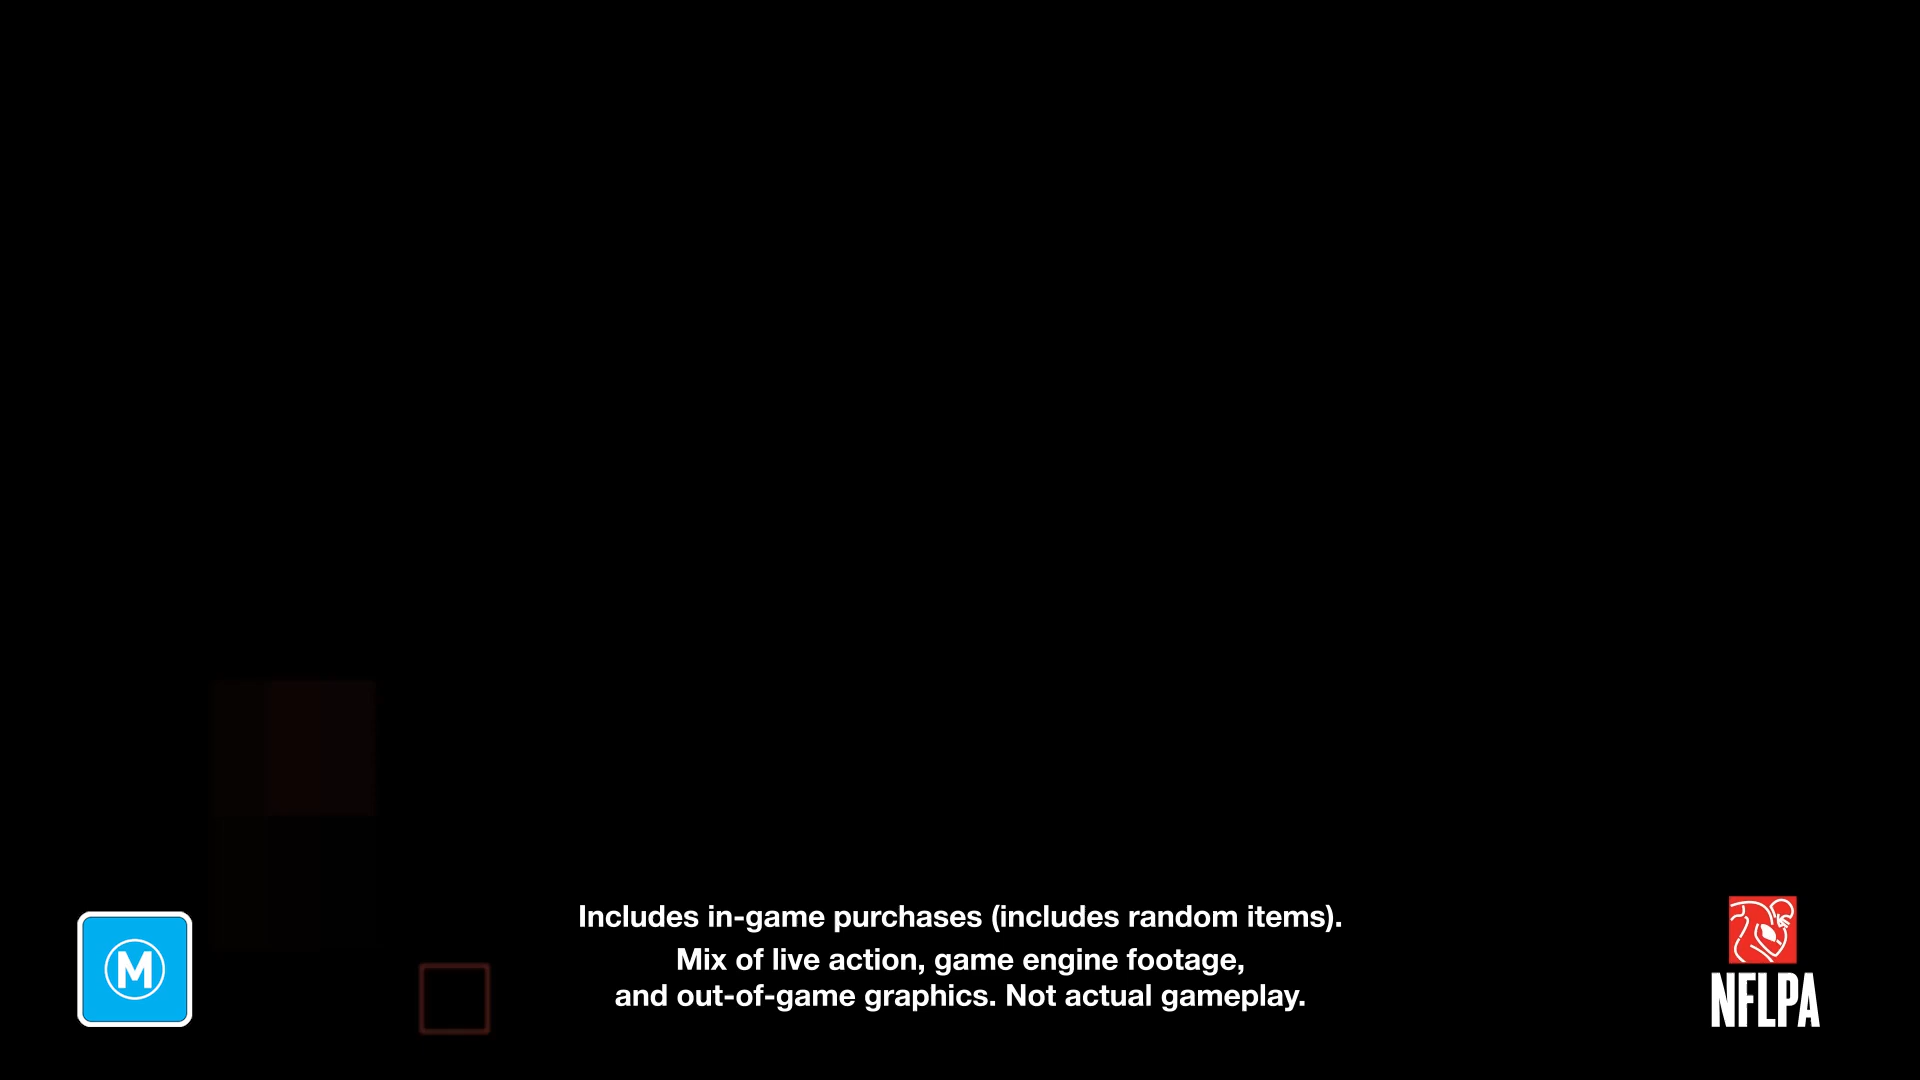 Includes in-game purchases (includes random items).
Mix of live action, game engine footage,
and out-of-game graphics. Not actual gameplay.
M
NFLPA